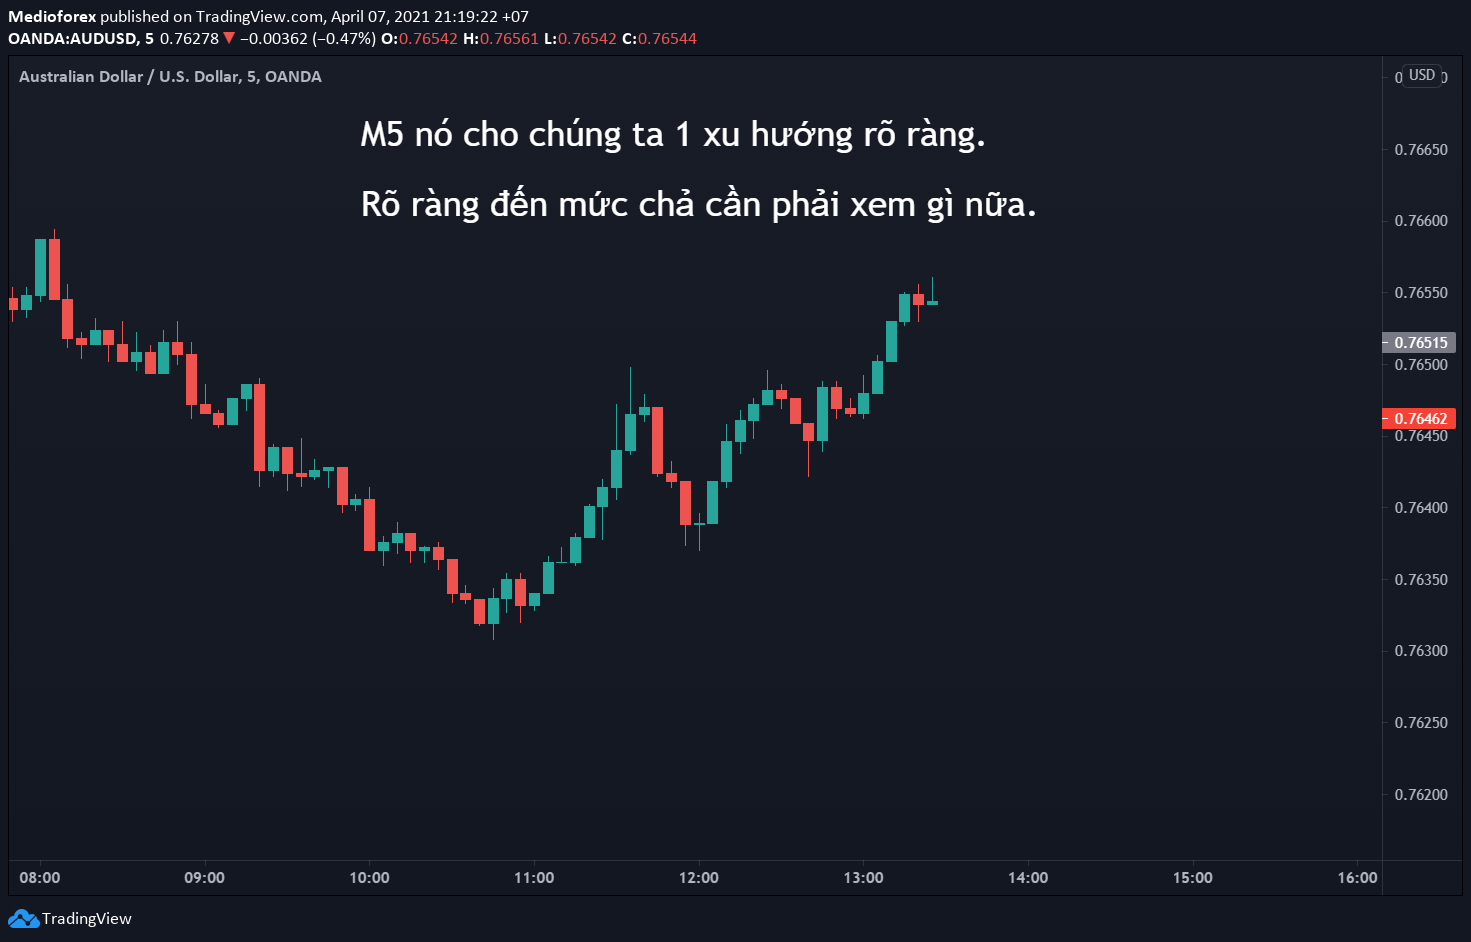 Medioforex published on TradingView.com, April 07, 2021 21:19:22 +07
OANDA:AUDUSD, 5 0.76278 ▼ −0.00362 (−0.47%) O:0.76542 H:0.76561 L:0.76542 C:0.76544
Australian Dollar / U.S. Dollar, 5, OANDA
USD
M5 nó cho chúng ta 1 xu hướng rõ ràng.
Rõ ràng đến mức chả cần phải xem gì nữa.
0.76650
0.76600
0.76550
0.76515
0.76500
0.76462
0.76450
0.76400
0.76350
0.76300
0.76250
0.76200
08:00 09:00 10:00 11:00 12:00 13:00 14:00 15:00 16:00
TradingView